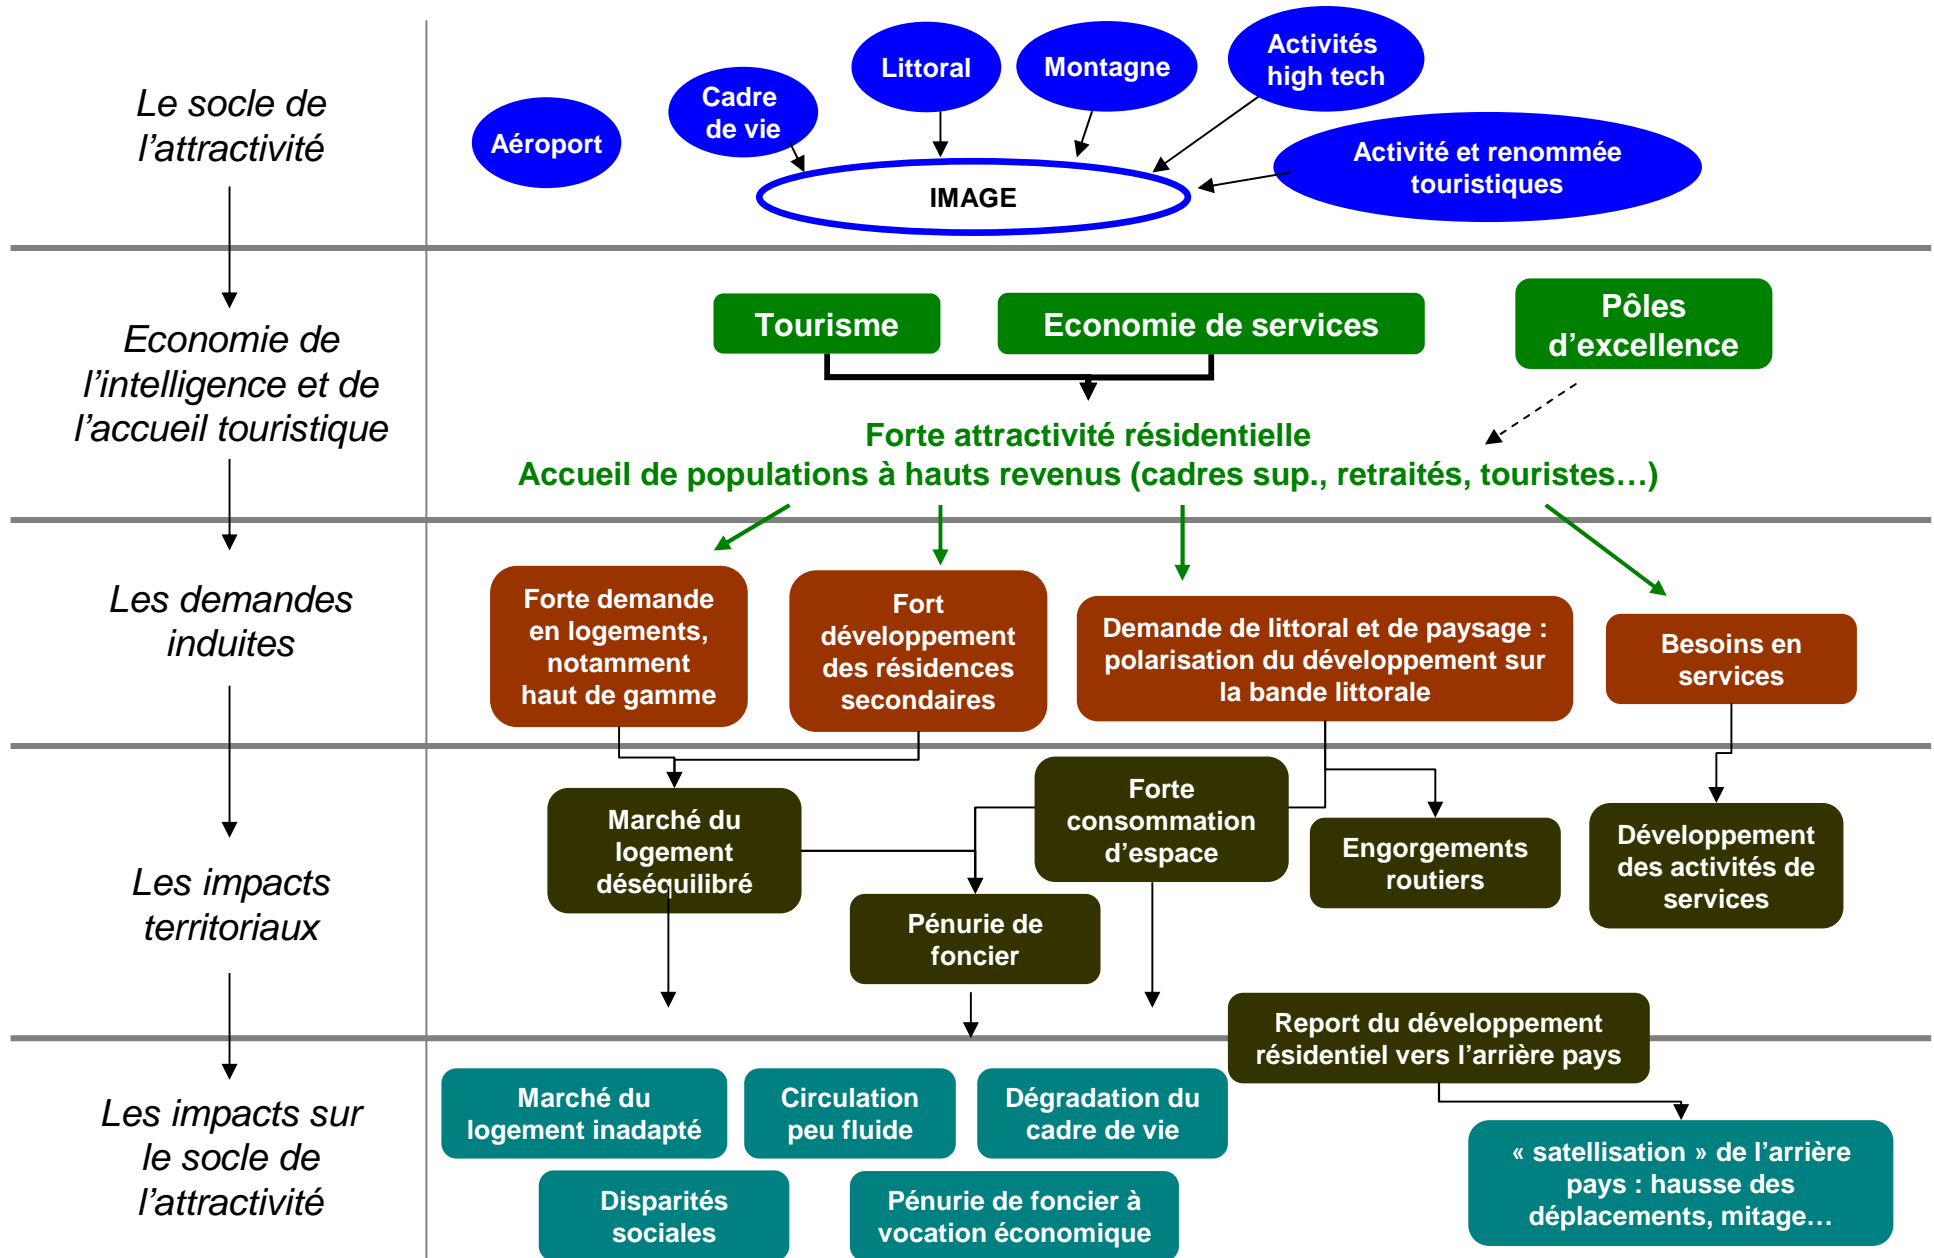 Le socle de
l’attractivité
Aéroport
Cadre
de vie
Littoral
Montagne
Activités
high tech
Activité et renommée
touristiques
IMAGE
Economie de
l’intelligence et de
l’accueil touristique
Tourisme
Economie de services
Pôles
d’excellence
Forte attractivité résidentielle
Accueil de populations à hauts revenus (cadres sup., retraités, touristes…)
Les demandes
induites
Forte demande
en logements,
notamment
haut de gamme
Fort
développement
des résidences
secondaires
Demande de littoral et de paysage :
polarisation du développement sur
la bande littorale
Besoins en
services
Les impacts
territoriaux
Marché du
logement
déséquilibré
Forte
consommation
d’espace
Engorgements
routiers
Développement
des activités de
services
Pénurie de
foncier
Report du développement
résidentiel vers l’arrière pays
Les impacts sur
le socle de
l’attractivité
Marché du
logement inadapté
Circulation
peu fluide
Dégradation du
cadre de vie
Disparités
sociales
Pénurie de foncier à
vocation économique
« satellisation » de l’arrière
pays : hausse des
déplacements, mitage…